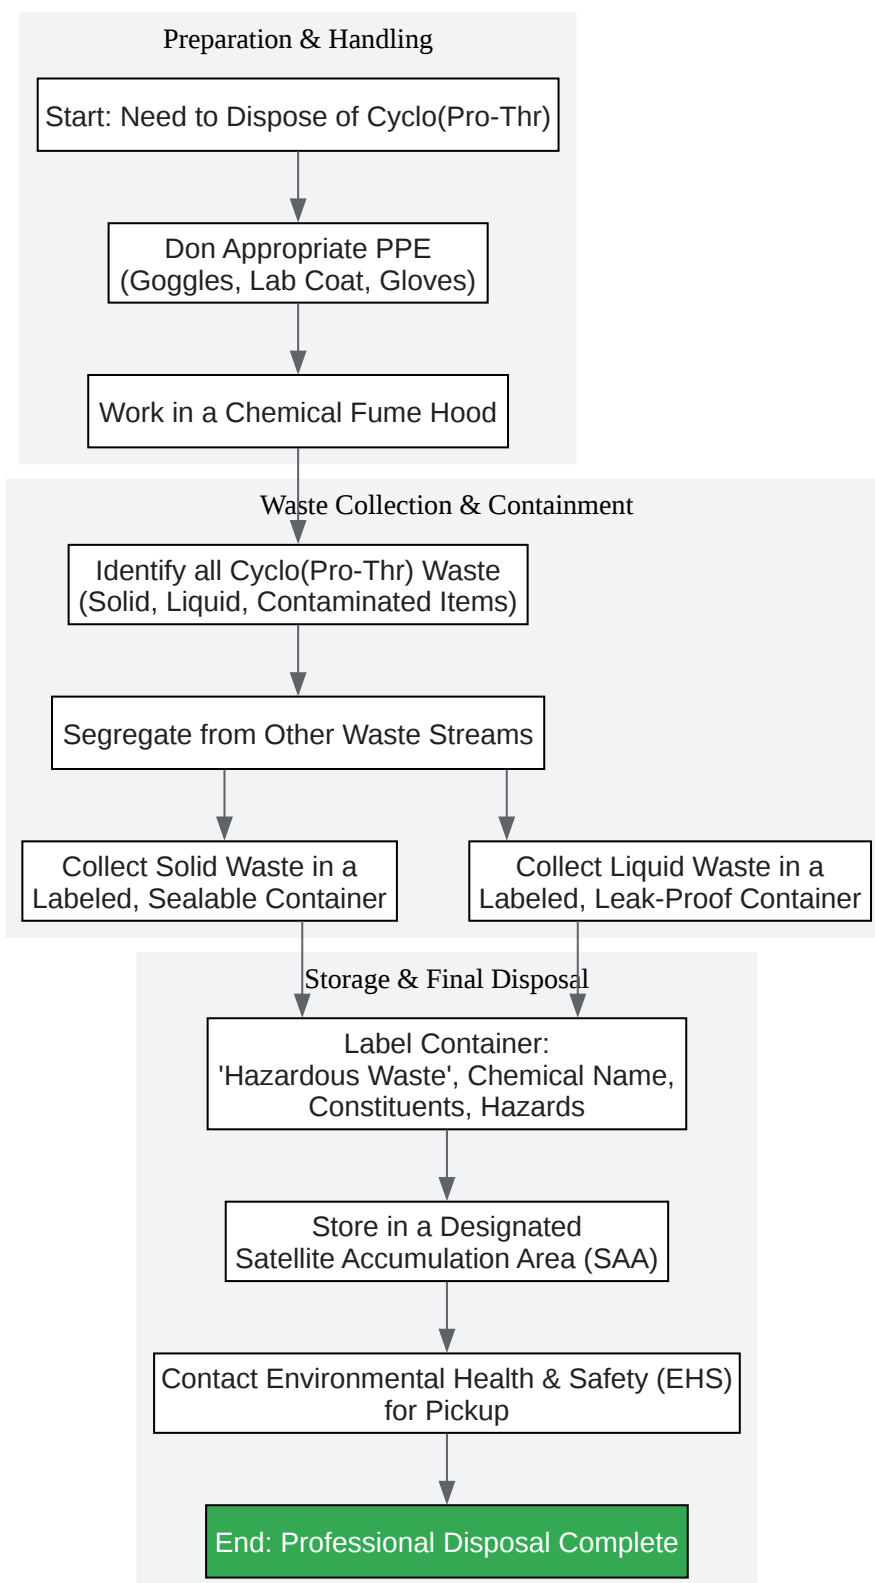 Preparation & Handling
Start: Need to Dispose of Cyclo(Pro-Thr)
Don Appropriate PPE
(Goggles, Lab Coat, Gloves)
Work in a Chemical Fume Hood
Waste Collection & Containment
Identify all Cyclo(Pro-Thr) Waste
(Solid, Liquid, Contaminated Items)
Segregate from Other Waste Streams
Collect Solid Waste in a
Labeled, Sealable Container
Collect Liquid Waste in a
Labeled, Leak-Proof Container
Storage & Final Disposal
Label Container:
'Hazardous Waste', Chemical Name,
Constituents, Hazards
Store in a Designated
Satellite Accumulation Area (SAA)
Contact Environmental Health & Safety (EHS)
for Pickup
End: Professional Disposal Complete